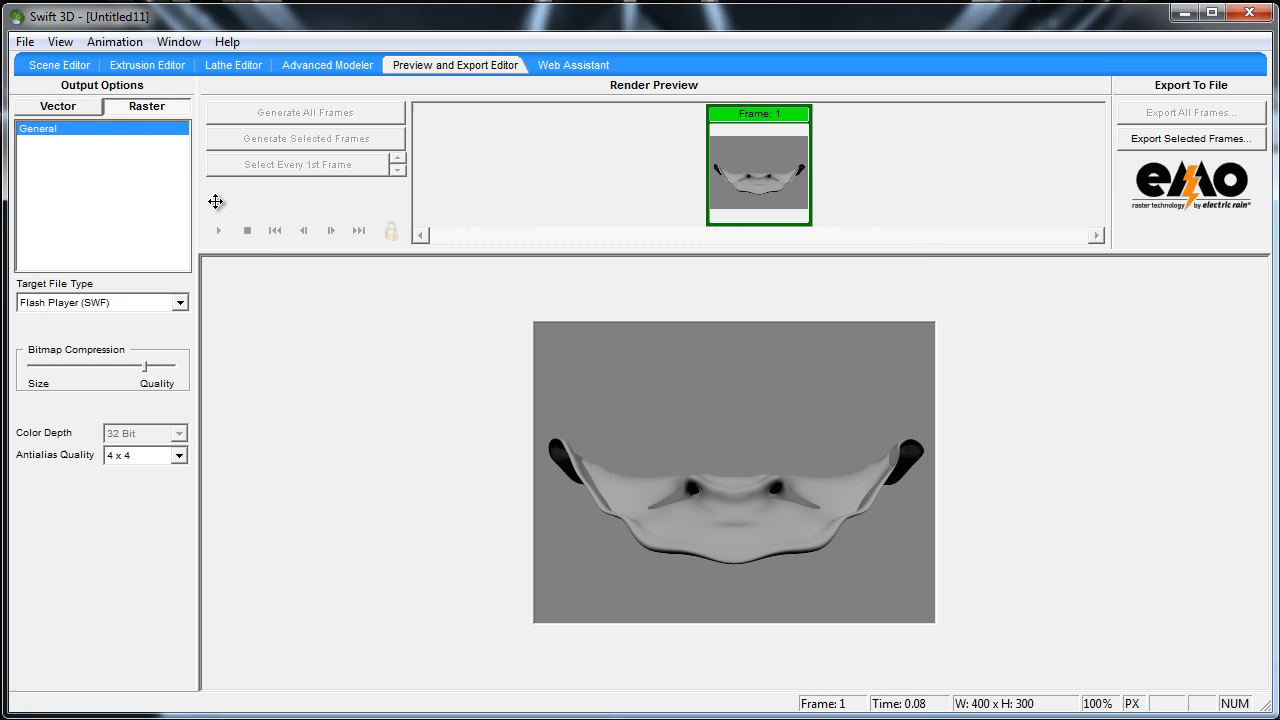 Swift 3D - [Untitled11]
File View Animation Window Help
Scene Editor Extrusion Editor Lathe Editor Advanced Modeler Preview and Export Editor Web Assistant
Output Options
Vector Raster
General
Target File Type
Flash Player (SWF)
Bitmap Compression
Size Quality
Color Depth 32 Bit
Antialias Quality 4 x 4
Render Preview
Generate All Frames
Generate Selected Frames
Select Every 1st Frame
Frame: 1
Export To File
Export All Frames...
Export Selected Frames...
emo
raster technology by electric rain®
Frame: 1 Time: 0.08 W: 400 x H: 300 100% PX NUM